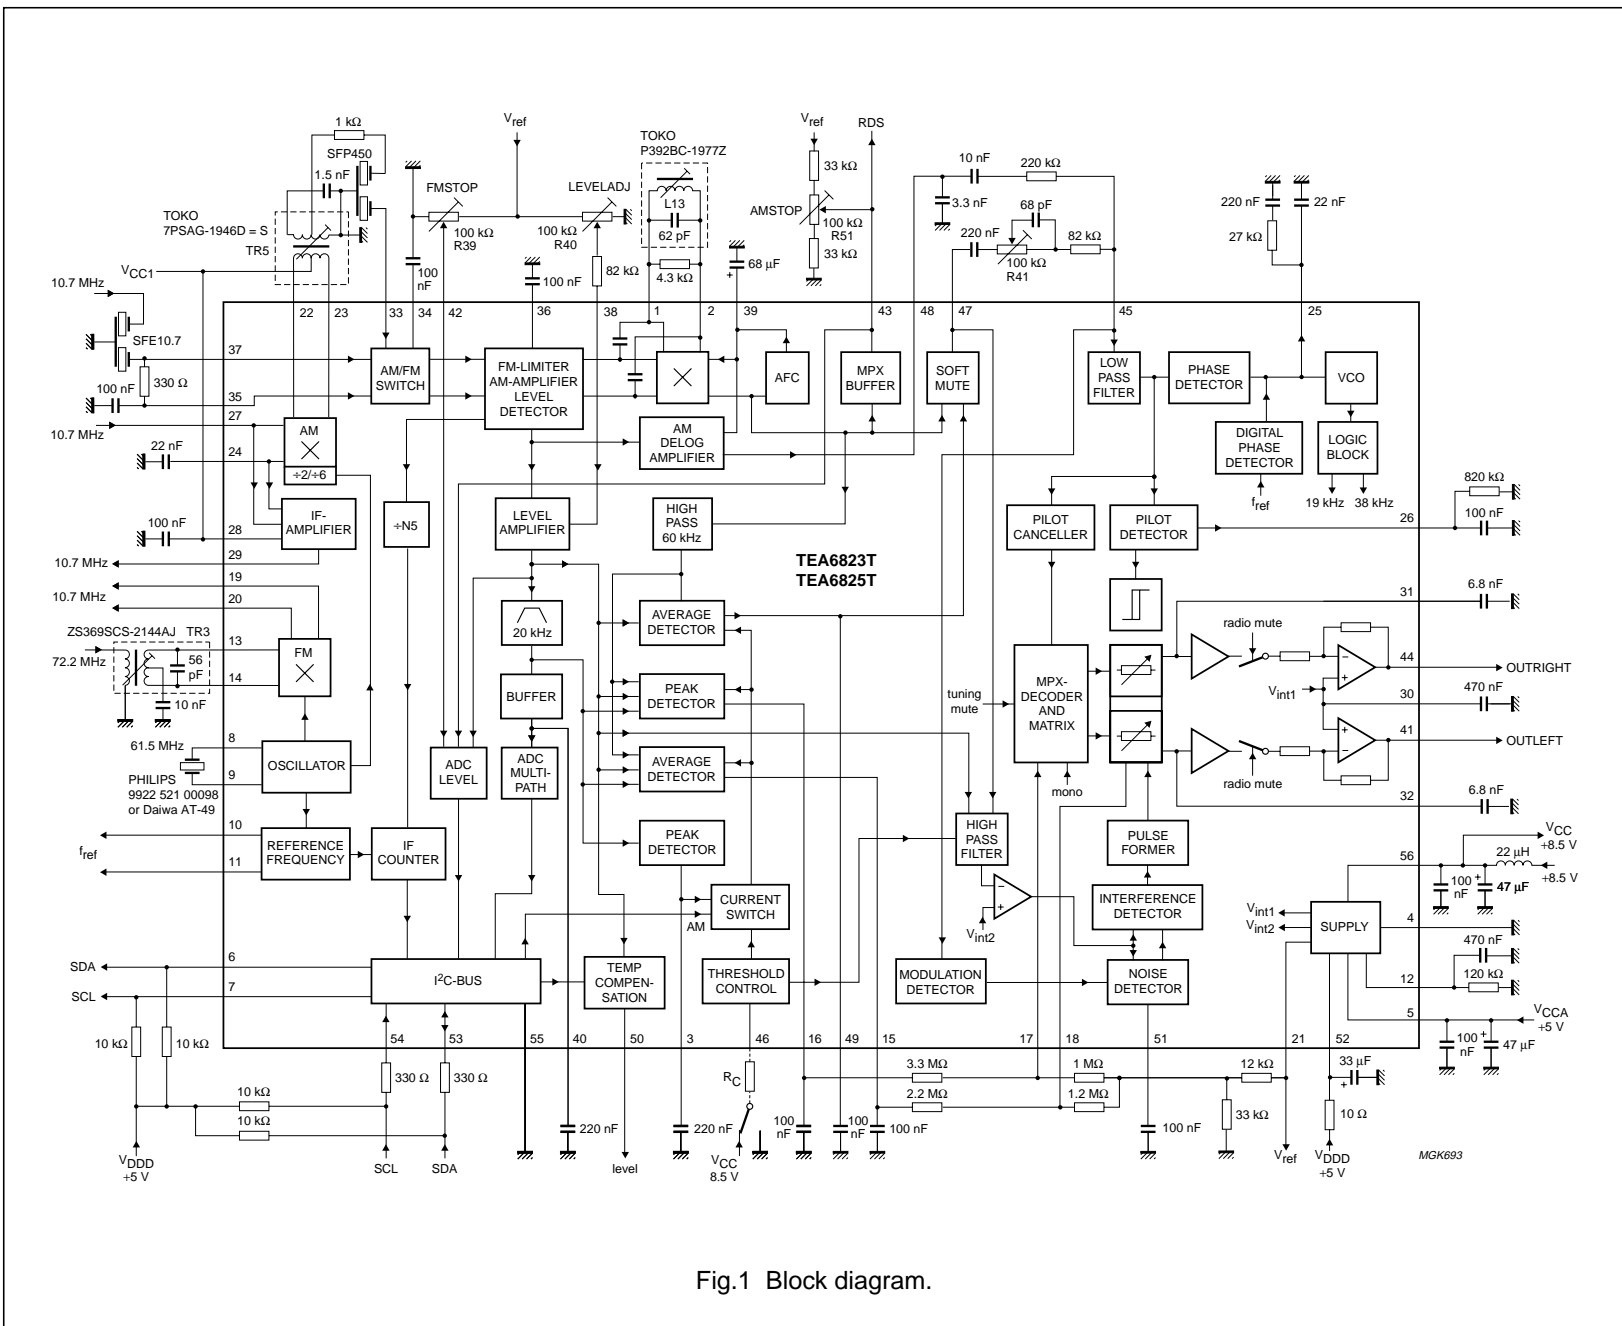 1 kΩ
SFP450
1.5 nF
TOKO
7PSAG-1946D = S
TR5
VCC1
10.7 MHz
SFE10.7
100 nF
330 Ω
10.7 MHz
22 nF
100 nF
10.7 MHz
10.7 MHz
ZS369SCS-2144AJ TR3
72.2 MHz
56
pF
10 nF
61.5 MHz
PHILIPS
9922 521 00098
or Daiwa AT-49
fref
SDA
SCL
10 kΩ
10 kΩ
10 kΩ
10 kΩ
VDDD
+5 V
330 Ω
330 Ω
SCL
SDA
Vref
FMSTOP
100 kΩ
R39
100
nF
LEVELADJ
100 kΩ
R40
82 kΩ
100 nF
TOKO
P392BC-1977Z
L13
62 pF
4.3 kΩ
68 μF
+
Vref
33 kΩ
AMSTOP
100 kΩ
R51
33 kΩ
RDS
10 nF
220 kΩ
3.3 nF
68 pF
220 nF
100 kΩ
R41
82 kΩ
220 nF
22 nF
27 kΩ
22 23 33 34 42 36 38 1 2 39 43 48 47 45 25
37
35
27
24
28
29
19
20
13
14
8
9
10
11
6
7
AM/FM
SWITCH
FM-LIMITER
AM-AMPLIFIER
LEVEL
DETECTOR
AFC
MPX
BUFFER
SOFT
MUTE
LOW
PASS
FILTER
PHASE
DETECTOR
VCO
AM
÷2/÷6
AM
DELOG
AMPLIFIER
DIGITAL
PHASE
DETECTOR
LOGIC
BLOCK
fref
19 kHz 38 kHz
IF-
AMPLIFIER
÷N5
LEVEL
AMPLIFIER
HIGH
PASS
60 kHz
PILOT
CANCELLER
PILOT
DETECTOR
TEA6823T
TEA6825T
20 kHz
AVERAGE
DETECTOR
FM
BUFFER
PEAK
DETECTOR
tuning
mute
MPX-
DECODER
AND
MATRIX
mono
radio mute
−
+
Vint1
+
−
radio mute
OSCILLATOR
ADC
LEVEL
ADC
MULTI-
PATH
AVERAGE
DETECTOR
REFERENCE
FREQUENCY
IF
COUNTER
PEAK
DETECTOR
HIGH
PASS
FILTER
PULSE
FORMER
CURRENT
SWITCH
AM
−
+
Vint2
INTERFERENCE
DETECTOR
I2C-BUS
TEMP
COMPEN-
SATION
THRESHOLD
CONTROL
MODULATION
DETECTOR
NOISE
DETECTOR
Vint1
Vint2
SUPPLY
820 kΩ
26
100 nF
6.8 nF
31
44
OUTRIGHT
30
470 nF
41
OUTLEFT
6.8 nF
32
VCC
+8.5 V
56
22 μH
+8.5 V
100
nF
+
47 μF
4
470 nF
120 kΩ
12
5
VCCA
+5 V
100
nF
+
47 μF
54 53 55 40 50 3 46 16 49 15 17 18 51 21 52
220 nF
level
220 nF
RC
VCC
8.5 V
100
nF
100
nF
100 nF
3.3 MΩ
2.2 MΩ
1 MΩ
1.2 MΩ
12 kΩ
33 kΩ
100 nF
Vref
33 μF
+
10 Ω
VDDD
+5 V
MGK693
Fig.1 Block diagram.